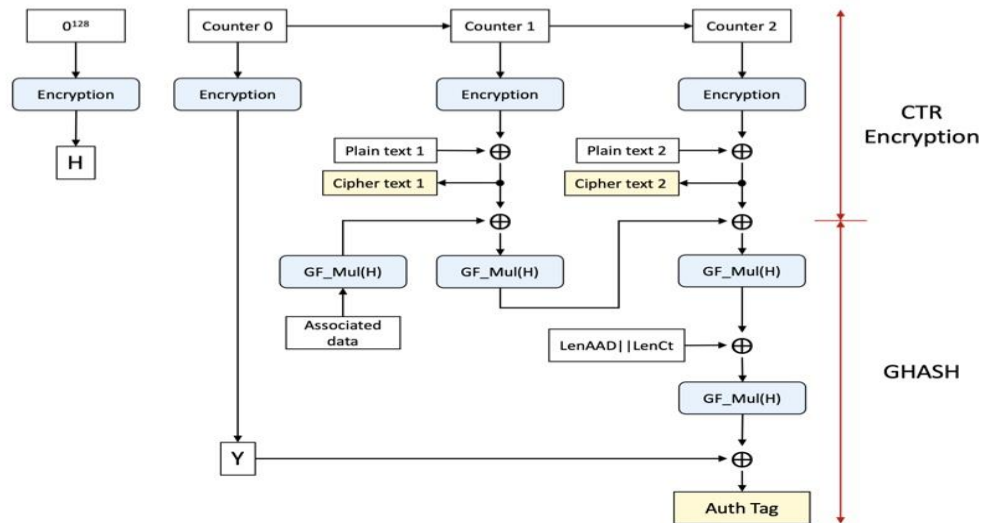 0¹²⁸
Counter 0
Counter 1
Counter 2
Encryption
Encryption
Encryption
Encryption
CTR
Encryption
H
Plain text 1
Plain text 2
Cipher text 1
Cipher text 2
GF_Mul(H)
GF_Mul(H)
GF_Mul(H)
Associated
data
LenAAD||LenCt
GHASH
GF_Mul(H)
Y
Auth Tag